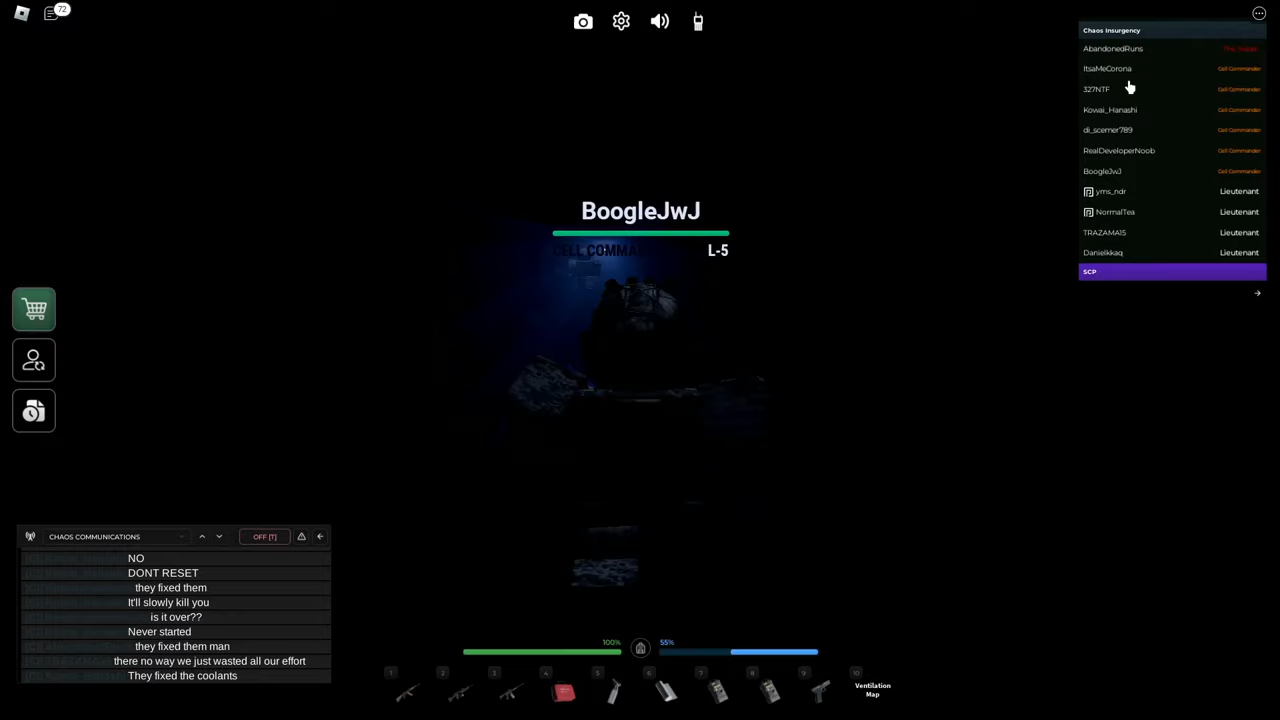 72
Chaos Insurgency
AbandonedRuns
ItsaMeCorona Cell Commander
327NTF Cell Commander
Kowai_Hanashi Cell Commander
di_scemer789 Cell Commander
RealDeveloperNoob Cell Commander
BoogleJwJ Cell Commander
yms_ndr Lieutenant
NormalTea Lieutenant
TRAZAMA15 Lieutenant
Danielkkaq Lieutenant
SCP
BoogleJwJ
CELL COMMA L-5
CHAOS COMMUNICATIONS OFF [T]
NO
DONT RESET
they fixed them
It'll slowly kill you
is it over??
Never started
they fixed them man
there no way we just wasted all our effort
They fixed the coolants
100% 55%
1 2 3 4 5 6 7 8 9 10
Ventilation
Map